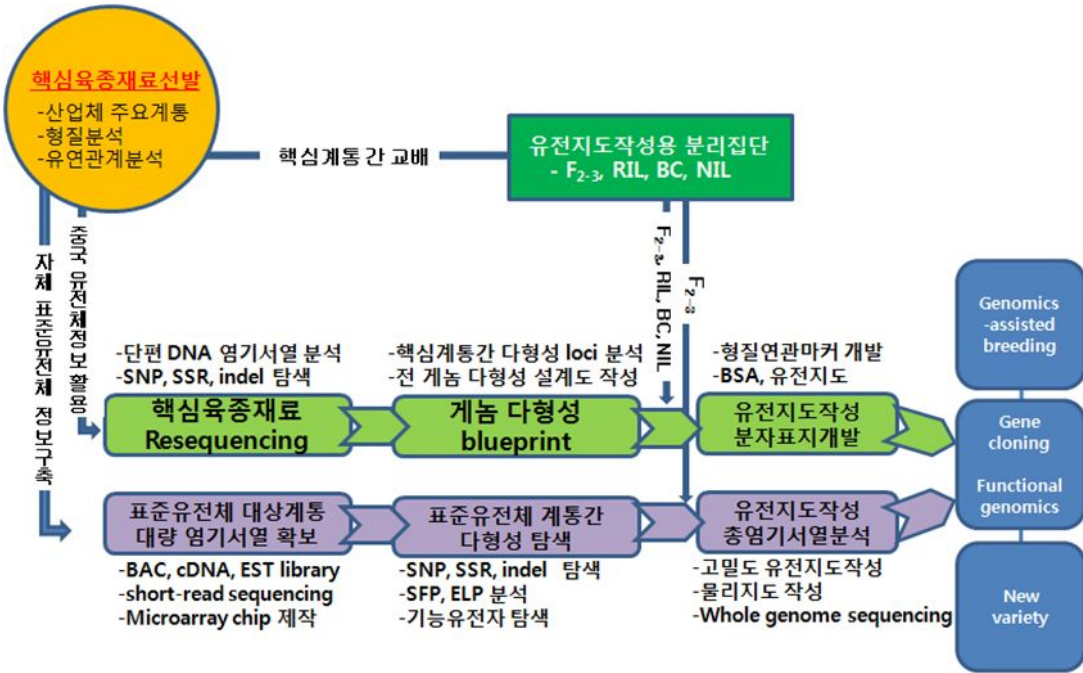 핵심육종재료선발
-산업체 주요계통
-형질분석
-유연관계분석
핵심계통간 교배
유전지도작성용 분리집단
- F2-3, RIL, BC, NIL
자체 표준유전체 정보구축
중국 유전체정보 활용
F2-3, RIL, BC, NIL
F2-3
-단편 DNA 염기서열 분석
-SNP, SSR, indel 탐색
핵심육종재료
Resequencing
-핵심계통간 다형성 loci 분석
-전 게놈 다형성 설계도 작성
게놈 다형성
blueprint
-형질연관마커 개발
-BSA, 유전지도
유전지도작성
분자표지개발
표준유전체 대상계통
대량 염기서열 확보
-BAC, cDNA, EST library
-short-read sequencing
-Microarray chip 제작
표준유전체 계통간
다형성 탐색
-SNP, SSR, indel 탐색
-SFP, ELP 분석
-기능유전자 탐색
유전지도작성
총염기서열분석
-고밀도 유전지도작성
-물리지도 작성
-Whole genome sequencing
Genomics
-assisted
breeding
Gene
cloning
Functional
genomics
New
variety